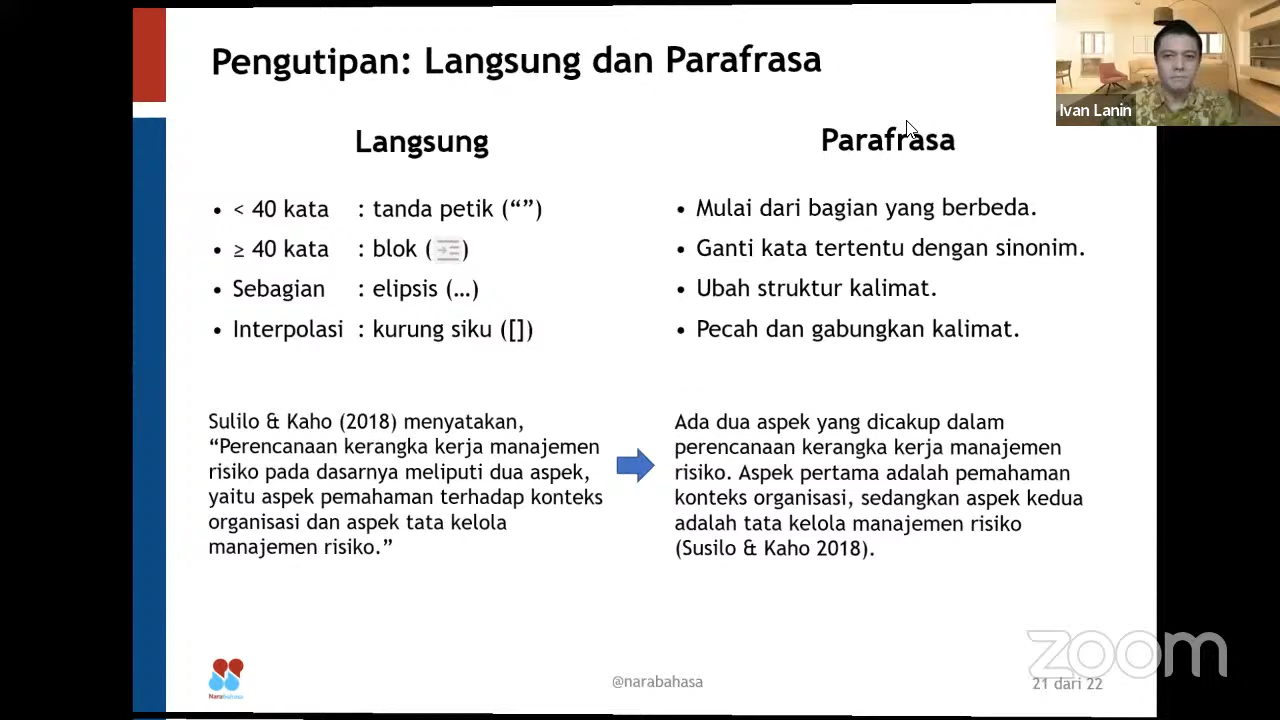 Pengutipan: Langsung dan Parafrasa
Ivan Lanin
Langsung
• < 40 kata : tanda petik (“”)
• ≥ 40 kata : blok ()
• Sebagian : elipsis (…)
• Interpolasi : kurung siku ([])
Sulilo & Kaho (2018) menyatakan,
“Perencanaan kerangka kerja manajemen
risiko pada dasarnya meliputi dua aspek,
yaitu aspek pemahaman terhadap konteks
organisasi dan aspek tata kelola
manajemen risiko.”
Parafrasa
• Mulai dari bagian yang berbeda.
• Ganti kata tertentu dengan sinonim.
• Ubah struktur kalimat.
• Pecah dan gabungkan kalimat.
Ada dua aspek yang dicakup dalam
perencanaan kerangka kerja manajemen
risiko. Aspek pertama adalah pemahaman
konteks organisasi, sedangkan aspek kedua
adalah tata kelola manajemen risiko
(Susilo & Kaho 2018).
Narabahasa
@narabahasa
21 dari 22
zoom